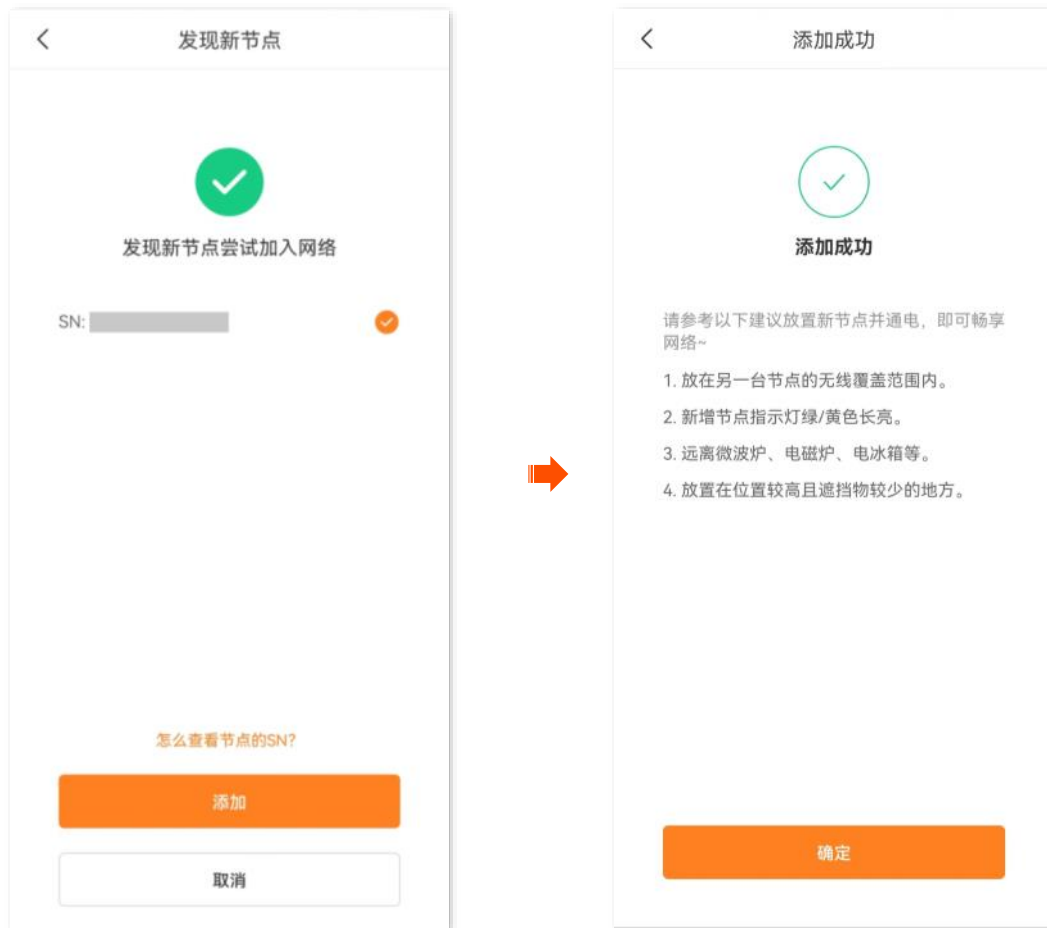 发现新节点
发现新节点尝试加入网络
SN:
怎么查看节点的SN?
添加
取消
添加成功
添加成功
请参考以下建议放置新节点并通电，即可畅享
网络~
1. 放在另一台节点的无线覆盖范围内。
2. 新增节点指示灯绿/黄色长亮。
3. 远离微波炉、电磁炉、电冰箱等。
4. 放置在位置较高且遮挡物较少的地方。
确定